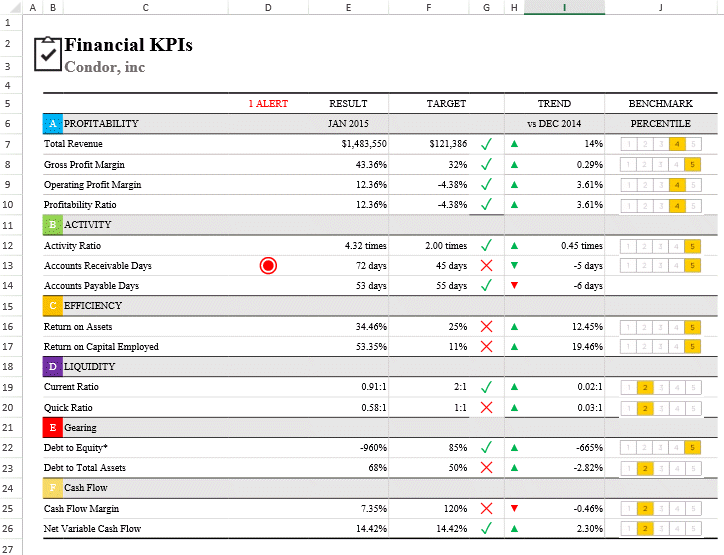 A B C D E F G H I J
1
2 Financial KPIs
3 Condor, inc
4
5 1 ALERT RESULT TARGET TREND BENCHMARK
6 A PROFITABILITY JAN 2015 vs DEC 2014 PERCENTILE
7 Total Revenue $1,483,550 $121,386 14% 1 2 3 4 5
8 Gross Profit Margin 43.36% 32% 0.29% 1 2 3 4 5
9 Operating Profit Margin 12.36% -4.38% 3.61% 1 2 3 4 5
10 Profitability Ratio 12.36% -4.38% 3.61% 1 2 3 4 5
11 B ACTIVITY
12 Activity Ratio 4.32 times 2.00 times 0.45 times 1 2 3 4 5
13 Accounts Receivable Days 72 days 45 days -5 days 1 2 3 4 5
14 Accounts Payable Days 53 days 55 days -6 days
15 C EFFICIENCY
16 Return on Assets 34.46% 25% 12.45% 1 2 3 4 5
17 Return on Capital Employed 53.35% 11% 19.46% 1 2 3 4 5
18 D LIQUIDITY
19 Current Ratio 0.91:1 2:1 0.02:1 1 2 3 4 5
20 Quick Ratio 0.58:1 1:1 0.03:1 1 2 3 4 5
21 E Gearing
22 Debt to Equity* -960% 85% -665% 1 2 3 4 5
23 Debt to Total Assets 68% 50% -2.82% 1 2 3 4 5
24 F Cash Flow
25 Cash Flow Margin 7.35% 120% -0.46% 1 2 3 4 5
26 Net Variable Cash Flow 14.42% 14.42% 2.30% 1 2 3 4 5
27